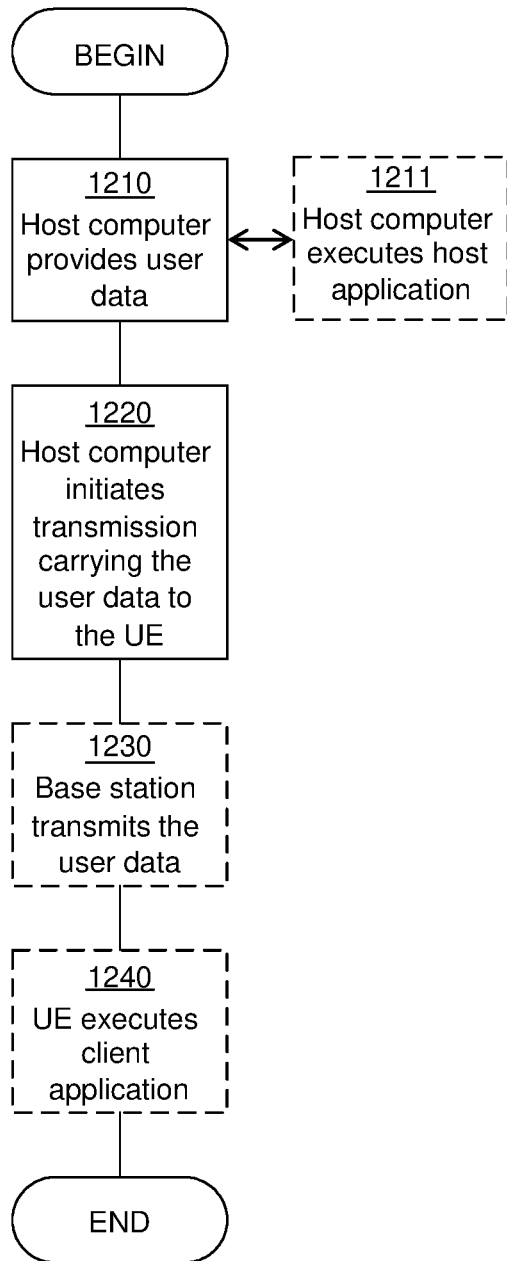 BEGIN
1210
Host computer
provides user
data
1211
Host computer
executes host
application
1220
Host computer
initiates
transmission
carrying the
user data to
the UE
1230
Base station
transmits the
user data
1240
UE executes
client
application
END